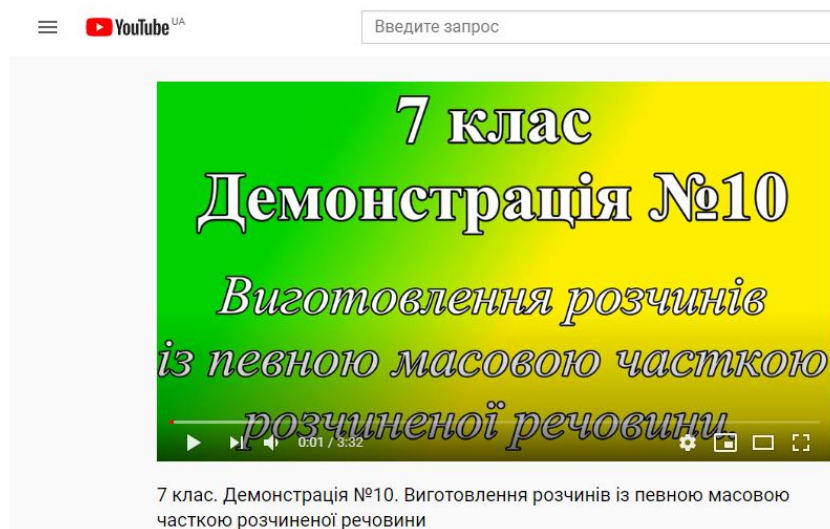 YouTube UA
Введите запрос
7 клас
Демонстрація №10
Виготовлення розчинів
із певною масовою часткою
розчиненої речовини
0:01 / 3:32
7 клас. Демонстрація №10. Виготовлення розчинів із певною масовою
часткою розчиненої речовини